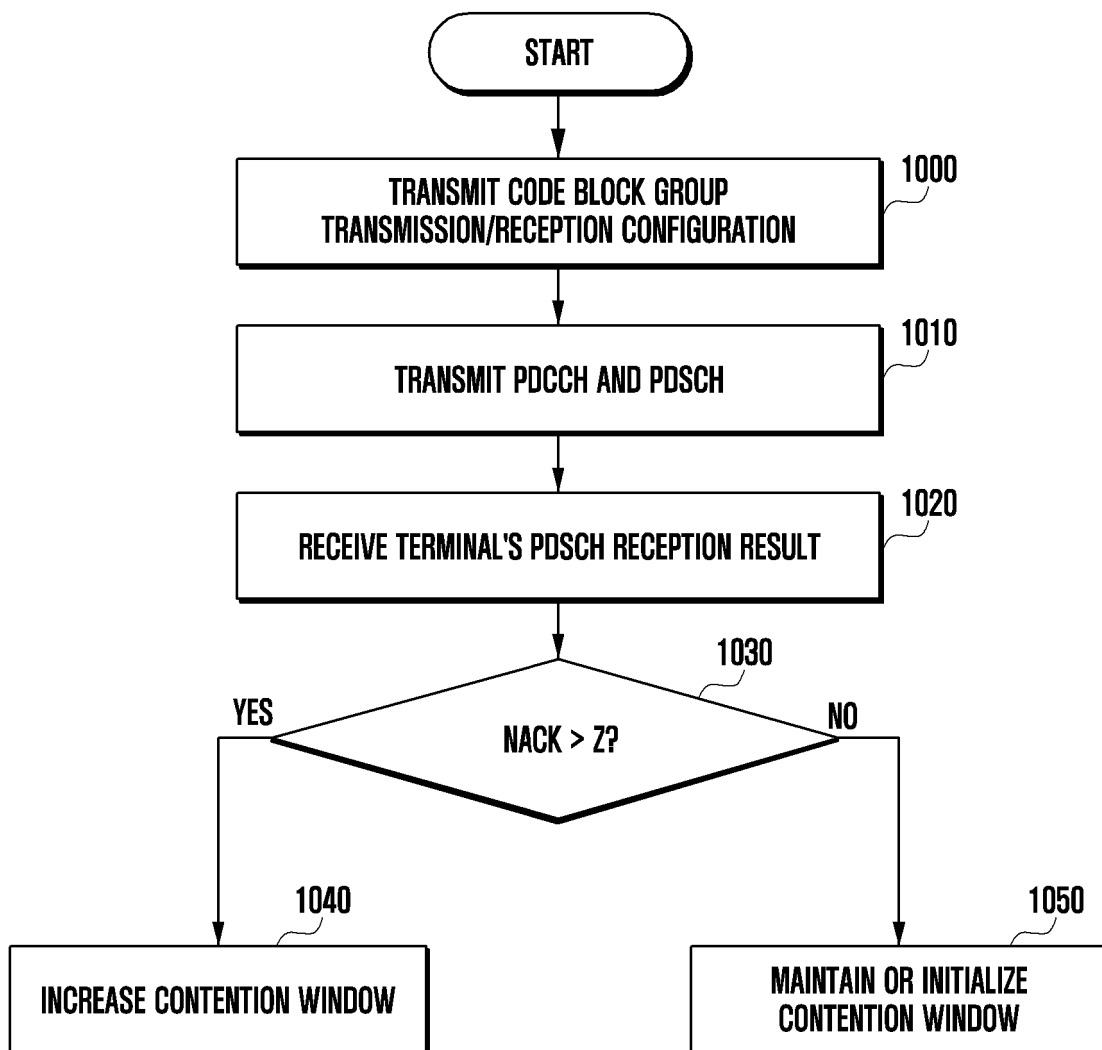 START
1000
TRANSMIT CODE BLOCK GROUP
TRANSMISSION/RECEPTION CONFIGURATION
1010
TRANSMIT PDCCH AND PDSCH
1020
RECEIVE TERMINAL'S PDSCH RECEPTION RESULT
1030
YES
NACK > Z?
NO
1040
INCREASE CONTENTION WINDOW
1050
MAINTAIN OR INITIALIZE
CONTENTION WINDOW